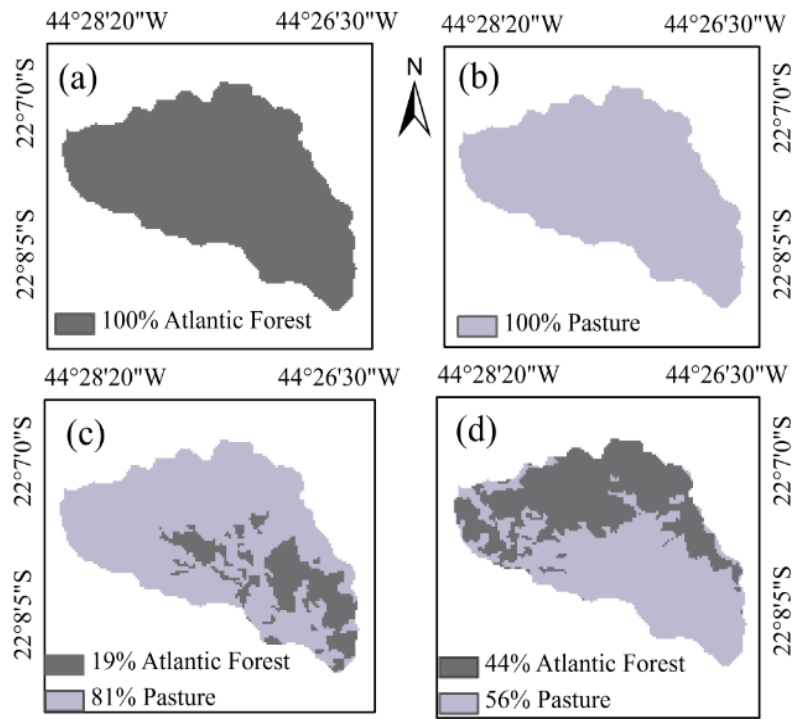 44°28'20"W 44°26'30"W 44°28'20"W 44°26'30"W
22°7'0"S
22°8'5"S
(a)
100% Atlantic Forest
N
(b)
100% Pasture
22°7'0"S
22°8'5"S
44°28'20"W 44°26'30"W 44°28'20"W 44°26'30"W
22°7'0"S
22°8'5"S
(c)
19% Atlantic Forest
81% Pasture
(d)
44% Atlantic Forest
56% Pasture
22°7'0"S
22°8'5"S